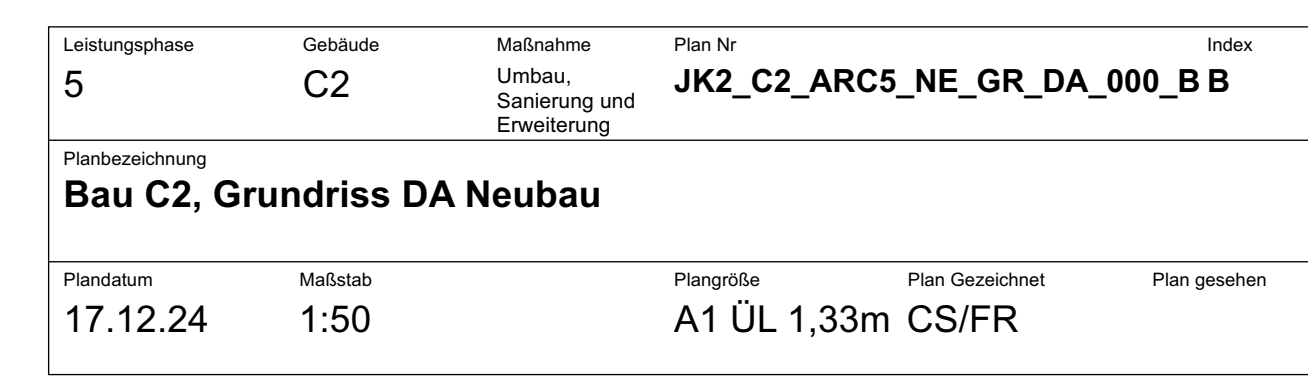 Leistungsphase Gebäude Maßnahme Plan Nr Index
5 C2 Umbau, JK2_C2_ARC5_NE_GR_DA_000_B B
Sanierung und
Erweiterung
Planbezeichnung
Bau C2, Grundriss DA Neubau
Plandatum Maßstab Plangröße Plan Gezeichnet Plan gesehen
17.12.24 1:50 A1 ÜL 1,33m CS/FR